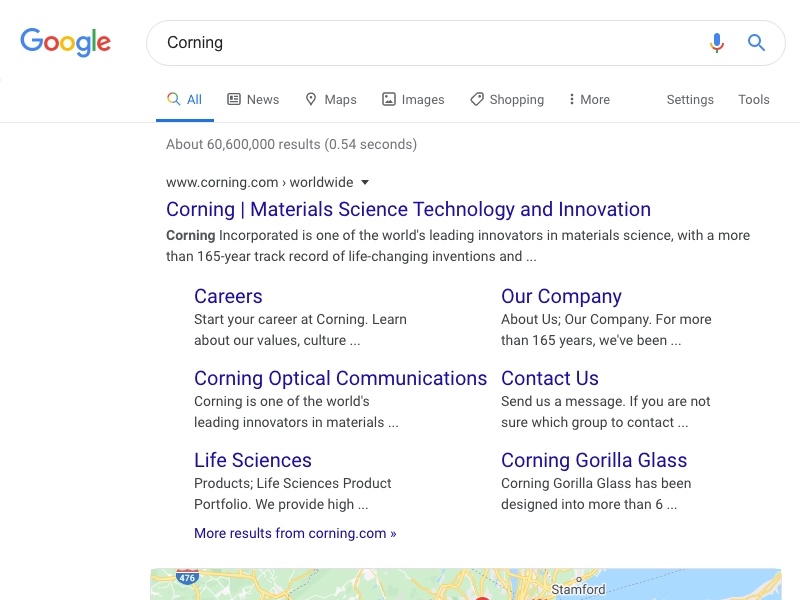 Google
Corning
All News Maps Images Shopping More Settings Tools
About 60,600,000 results (0.54 seconds)
www.corning.com › worldwide
Corning | Materials Science Technology and Innovation
Corning Incorporated is one of the world's leading innovators in materials science, with a more
than 165-year track record of life-changing inventions and ...
Careers
Start your career at Corning. Learn
about our values, culture ...
Our Company
About Us; Our Company. For more
than 165 years, we've been ...
Corning Optical Communications
Corning is one of the world's
leading innovators in materials ...
Contact Us
Send us a message. If you are not
sure which group to contact ...
Life Sciences
Products; Life Sciences Product
Portfolio. We provide high ...
Corning Gorilla Glass
Corning Gorilla Glass has been
designed into more than 6 ...
More results from corning.com »
476
Stamford